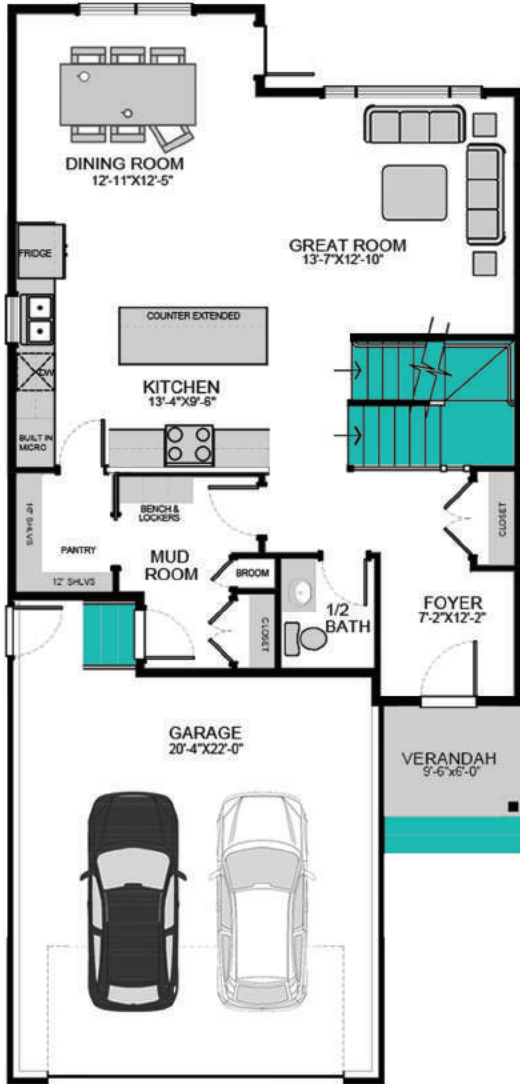 DINING ROOM
12'-11"X12'-5"
GREAT ROOM
13'-7"X12'-10"
FRIDGE
COUNTER EXTENDED
DW
KITCHEN
13'-4"X9'-6"
BUILT IN
MICRO
16" SHLVS
BENCH &
LOCKERS
CLOSET
PANTRY
MUD
ROOM
12" SHLVS
BROOM
1/2
BATH
FOYER
7'-2"X12'-2"
CLOSET
GARAGE
20'-4"X22'-0"
VERANDAH
9'-6"x6'-0"